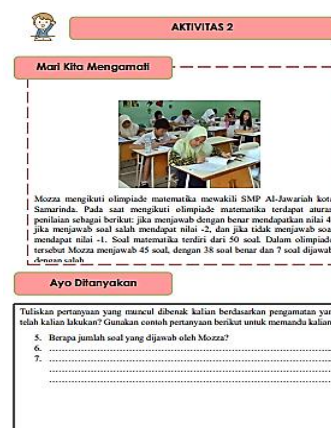 AKTIVITAS 2
Mari Kita Mengamati
Mozza mengikuti olimpiade matematika mewakili SMP Al-Jawariah kot
Samarinda. Pada saat mengikuti olimpiade matematika terdapat atura
penilaian sebagai berikut: jika menjawab dengan benar mendapatkan nilai 4
jika menjawab soal salah mendapat nilai -2, dan jika tidak menjawab soa
mendapat nilai -1. Soal matematika terdiri dari 50 soal. Dalam olimpiad
tersebut Mozza menjawab 45 soal, dengan 38 soal benar dan 7 soal dijawa
dengan salah
Ayo Ditanyakan
Tuliskan pertanyaan yang muncul dibenak kalian berdasarkan pengamatan ya
telah kalian lakukan? Gunakan contoh pertanyaan berikut untuk memandu kalian
5. Berapa jumlah soal yang dijawab oleh Mozza?
6.
7.